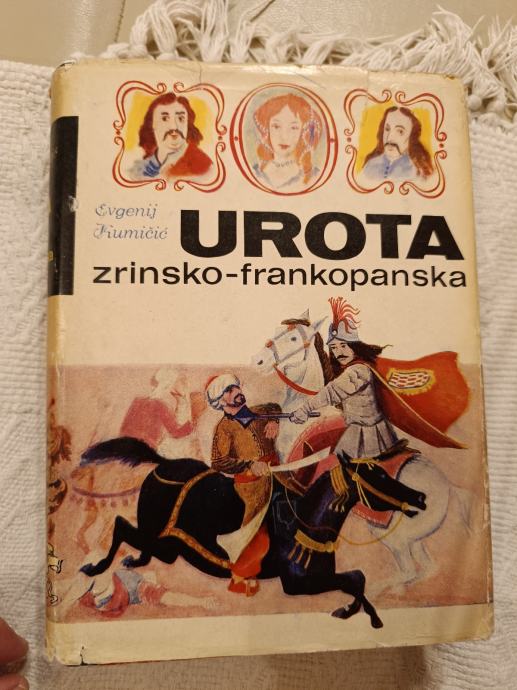 Evgenij
Kumičić
UROTA
zrinsko-frankopanska